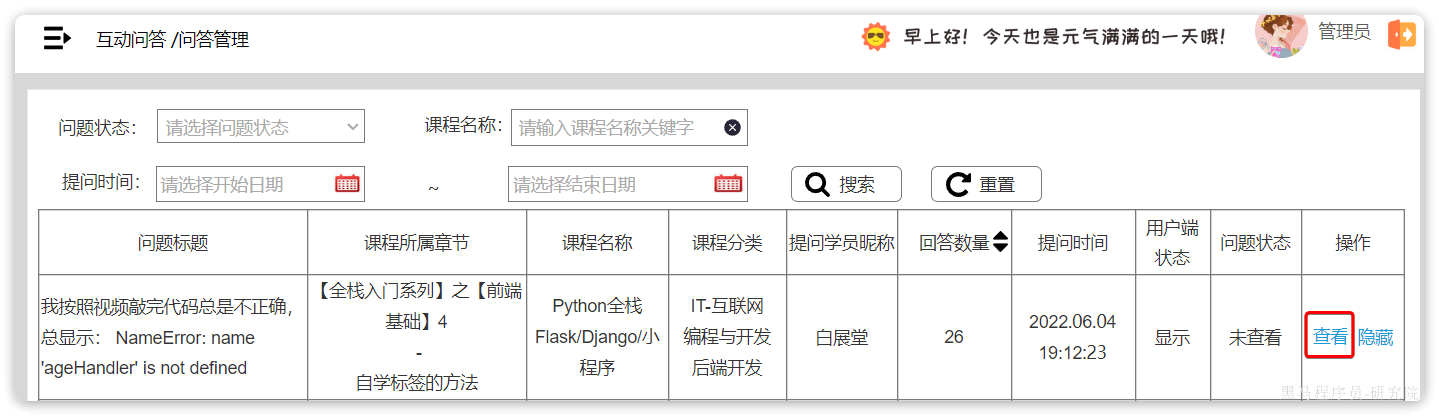 互动问答 /问答管理
早上好！今天也是元气满满的一天哦！
管理员
问题状态： 请选择问题状态 课程名称： 请输入课程名称关键字
提问时间： 请选择开始日期 ~ 请选择结束日期 搜索 重置
问题标题 课程所属章节 课程名称 课程分类 提问学员昵称 回答数量 提问时间 用户端状态 问题状态 操作
我按照视频敲完代码总是不正确，
总显示： NameError: name
'ageHandler' is not defined
【全栈入门系列】之【前端
基础】4
-
自学标签的方法
Python全栈
Flask/Django/小
程序
IT-互联网
编程与开发
后端开发
白展堂
26
2022.06.04
19:12:23
显示
未查看
查看 隐藏
黑马程序员-研究院